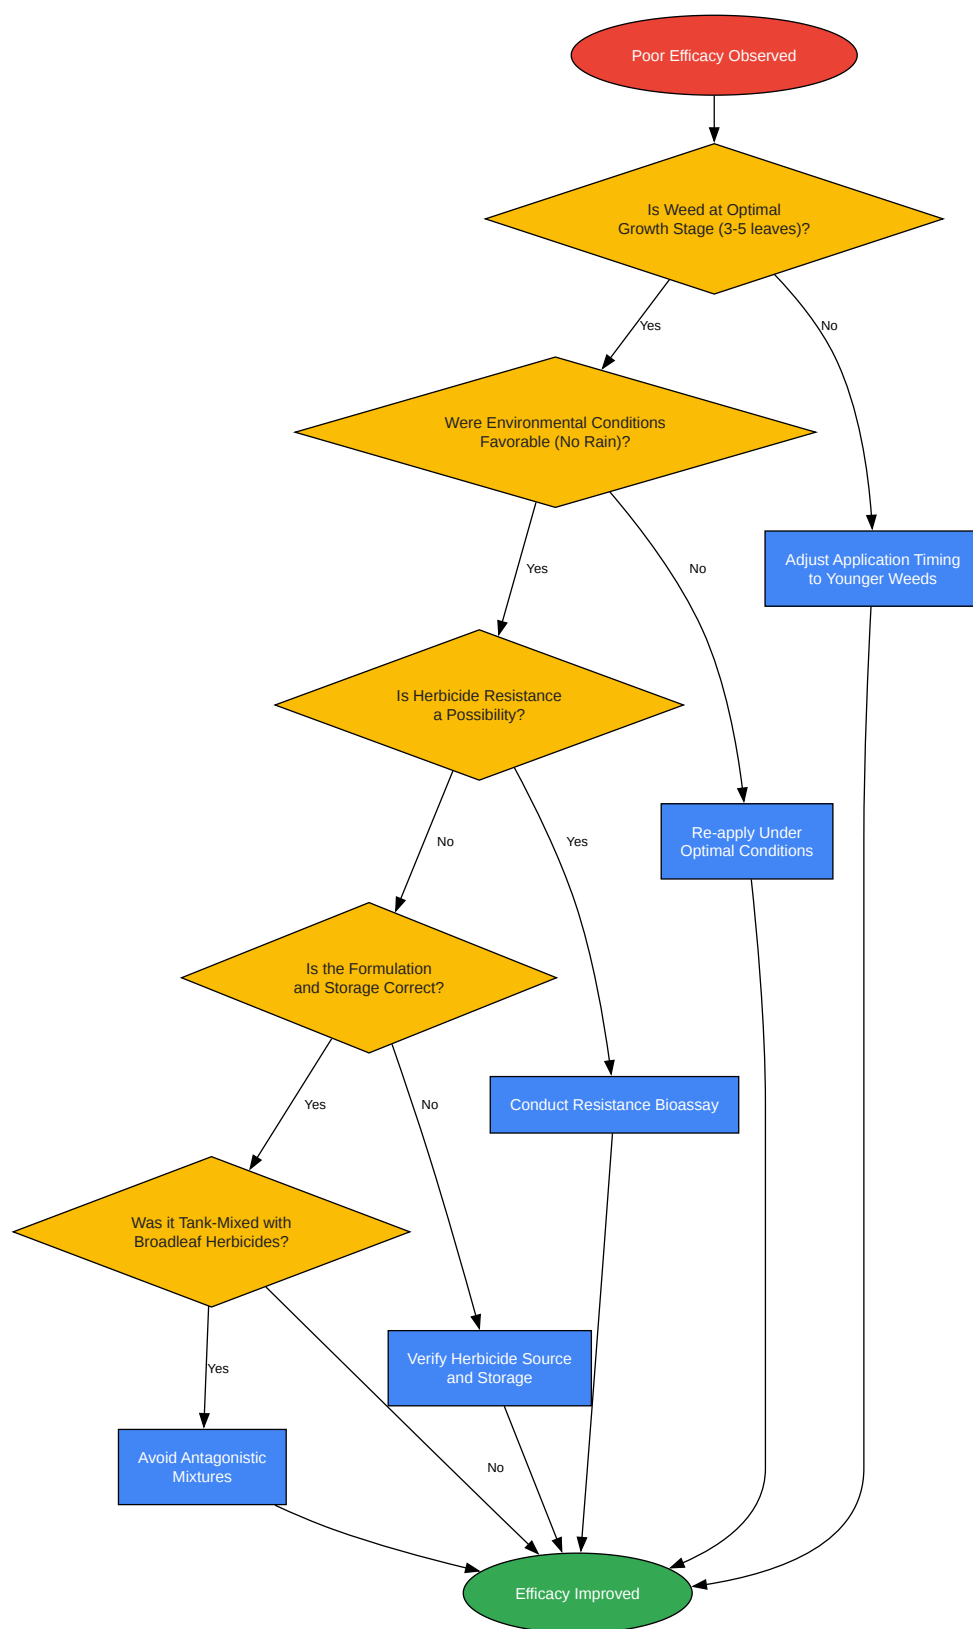 Poor Efficacy Observed
Is Weed at Optimal
Growth Stage (3-5 leaves)?
Yes
No
Were Environmental Conditions
Favorable (No Rain)?
Adjust Application Timing
to Younger Weeds
Yes
No
Is Herbicide Resistance
a Possibility?
Re-apply Under
Optimal Conditions
No
Yes
Is the Formulation
and Storage Correct?
Conduct Resistance Bioassay
Yes
No
Was it Tank-Mixed with
Broadleaf Herbicides?
Verify Herbicide Source
and Storage
Yes
No
Avoid Antagonistic
Mixtures
Efficacy Improved